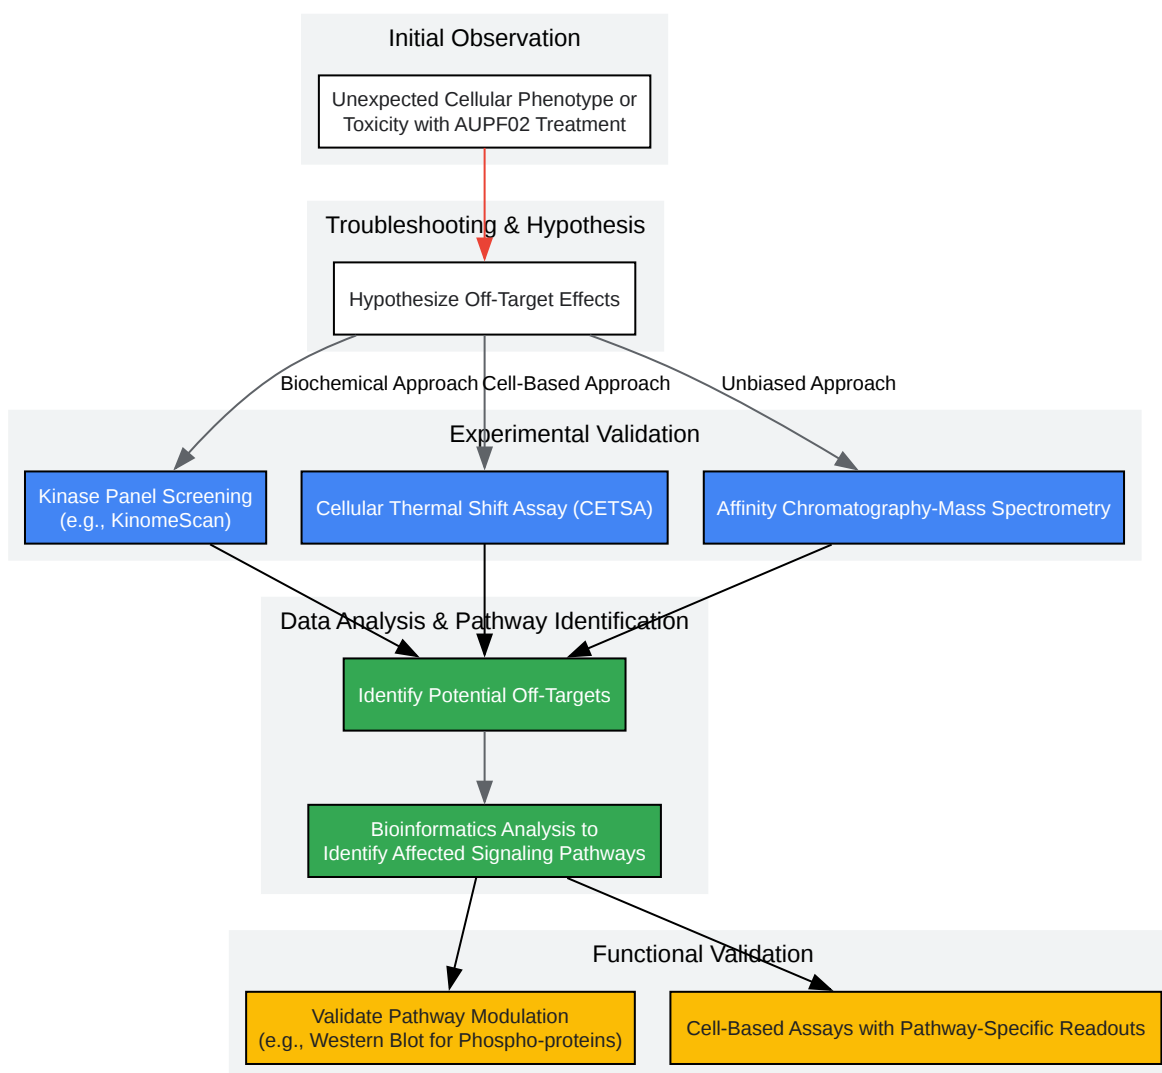 Initial Observation
Unexpected Cellular Phenotype or
Toxicity with AUPF02 Treatment
Troubleshooting & Hypothesis
Hypothesize Off-Target Effects
Biochemical Approach
Cell-Based Approach
Unbiased Approach
Experimental Validation
Kinase Panel Screening
(e.g., KinomeScan)
Cellular Thermal Shift Assay (CETSA)
Affinity Chromatography-Mass Spectrometry
Data Analysis & Pathway Identification
Identify Potential Off-Targets
Bioinformatics Analysis to
Identify Affected Signaling Pathways
Functional Validation
Validate Pathway Modulation
(e.g., Western Blot for Phospho-proteins)
Cell-Based Assays with Pathway-Specific Readouts